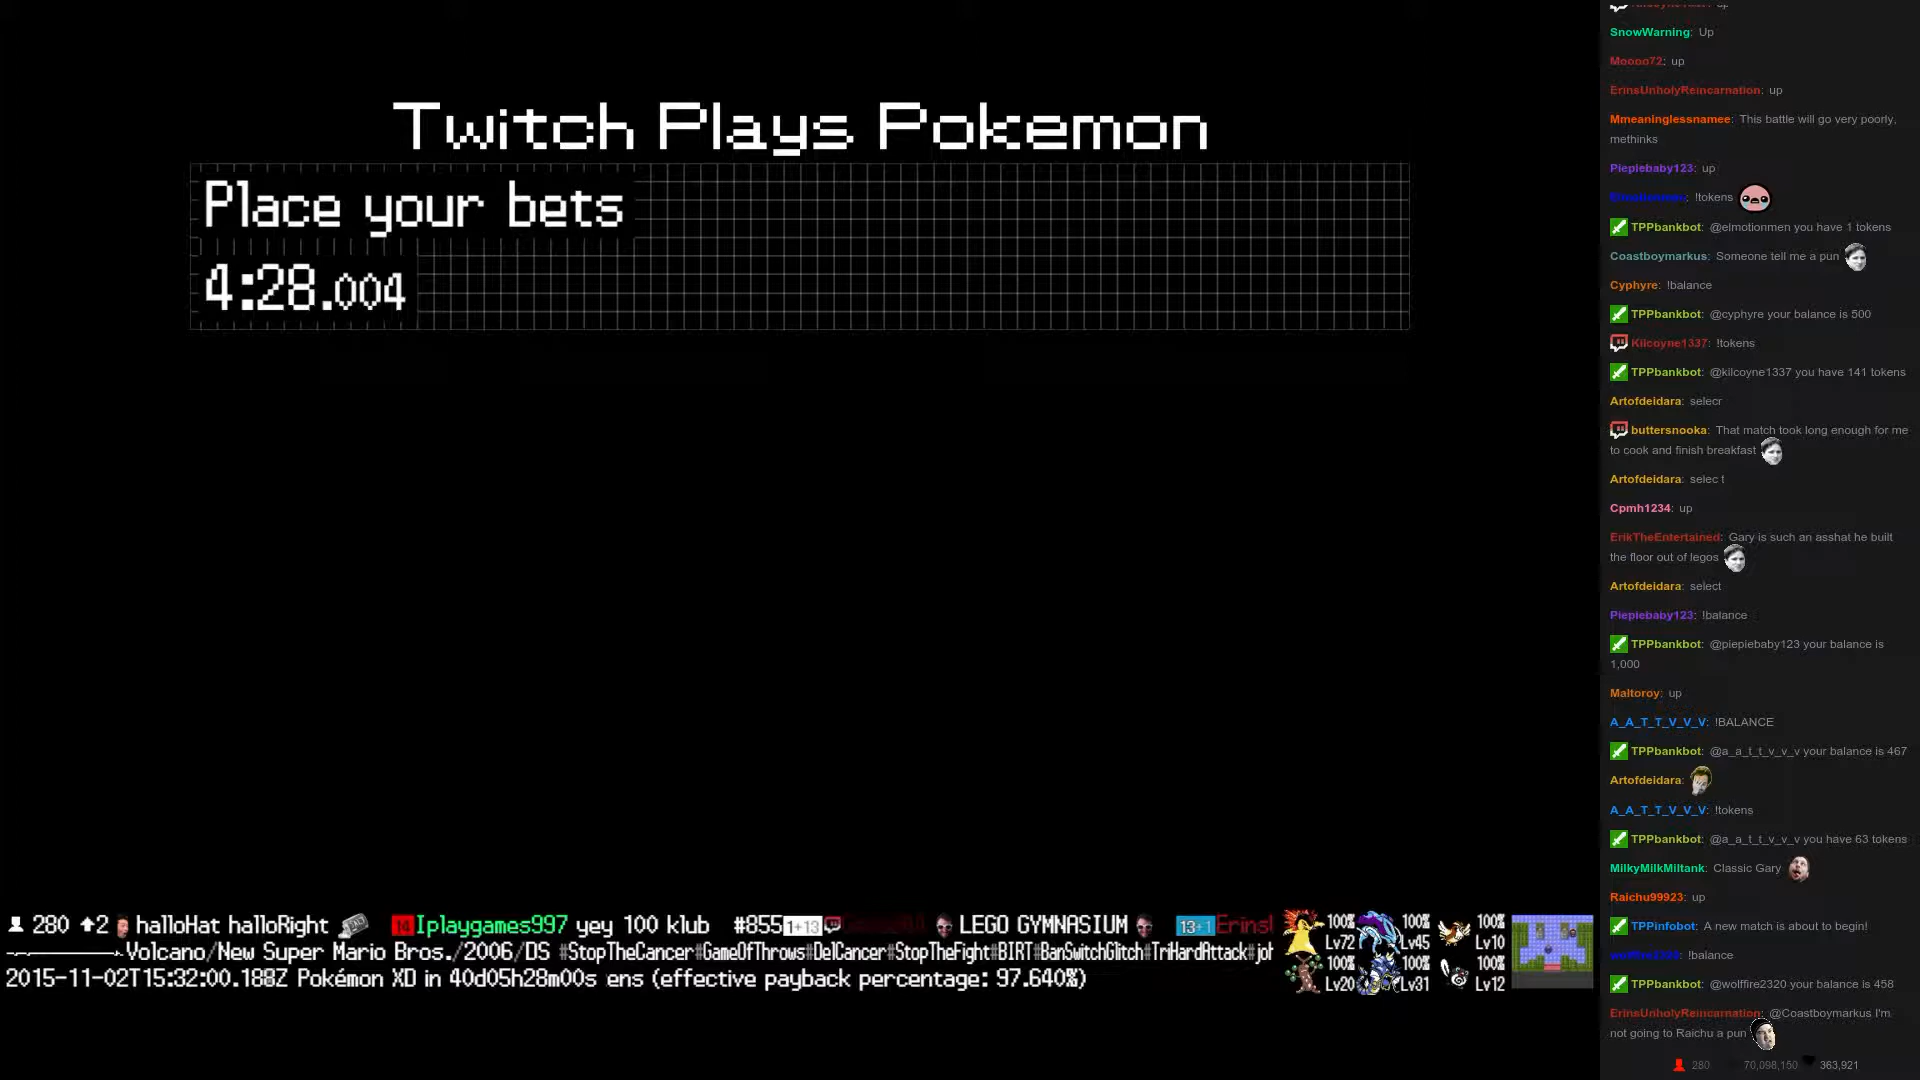 Twitch Plays Pokemon
Place your bets
4:28.004
280 2 halloHat halloRight 14 Iplaygames997 yey 100 klub #855 1+13 LEGO GYMNASIUM 13+1 Erinsl
Volcano/New Super Mario Bros./2006/DS #StopTheCancer#GameOfThrows#DelCancer#StopTheFight#BIRT#BanSwitchGlitch#TriHardAttack#joh
2015-11-02T15:32:00.188Z Pokémon XD in 40d05h28m00s ens (effective payback percentage: 97.640%)
100% Lv72 100% Lv45 100% Lv10
100% Lv20 100% Lv31 100% Lv12
SnowWarning: Up
Moooo72: up
ErinsUnholyReincarnation: up
Mmeaninglessnamee: This battle will go very poorly,
methinks
Piepiebaby123: up
!tokens
TPPbankbot: @elmotionmen you have 1 tokens
Coastboymarkus: Someone tell me a pun
Cyphyre: !balance
TPPbankbot: @cyphyre your balance is 500
Kilcoyne1337: !tokens
TPPbankbot: @kilcoyne1337 you have 141 tokens
Artofdeidara: selecr
buttersnooka: That match took long enough for me
to cook and finish breakfast
Artofdeidara: selec t
Cpmh1234: up
ErikTheEntertained: Gary is such an asshat he built
the floor out of legos
Artofdeidara: select
Piepiebaby123: !balance
TPPbankbot: @piepiebaby123 your balance is
1,000
Maltoroy: up
A_A_T_T_V_V_V: !BALANCE
TPPbankbot: @a_a_t_t_v_v_v your balance is 467
Artofdeidara:
A_A_T_T_V_V_V: !tokens
TPPbankbot: @a_a_t_t_v_v_v you have 63 tokens
MilkyMilkMiltank: Classic Gary
Raichu99923: up
TPPinfobot: A new match is about to begin!
wolffire2320: !balance
TPPbankbot: @wolffire2320 your balance is 458
ErinsUnholyReincarnation: @Coastboymarkus I'm
not going to Raichu a pun
280 70,098,150 363,921